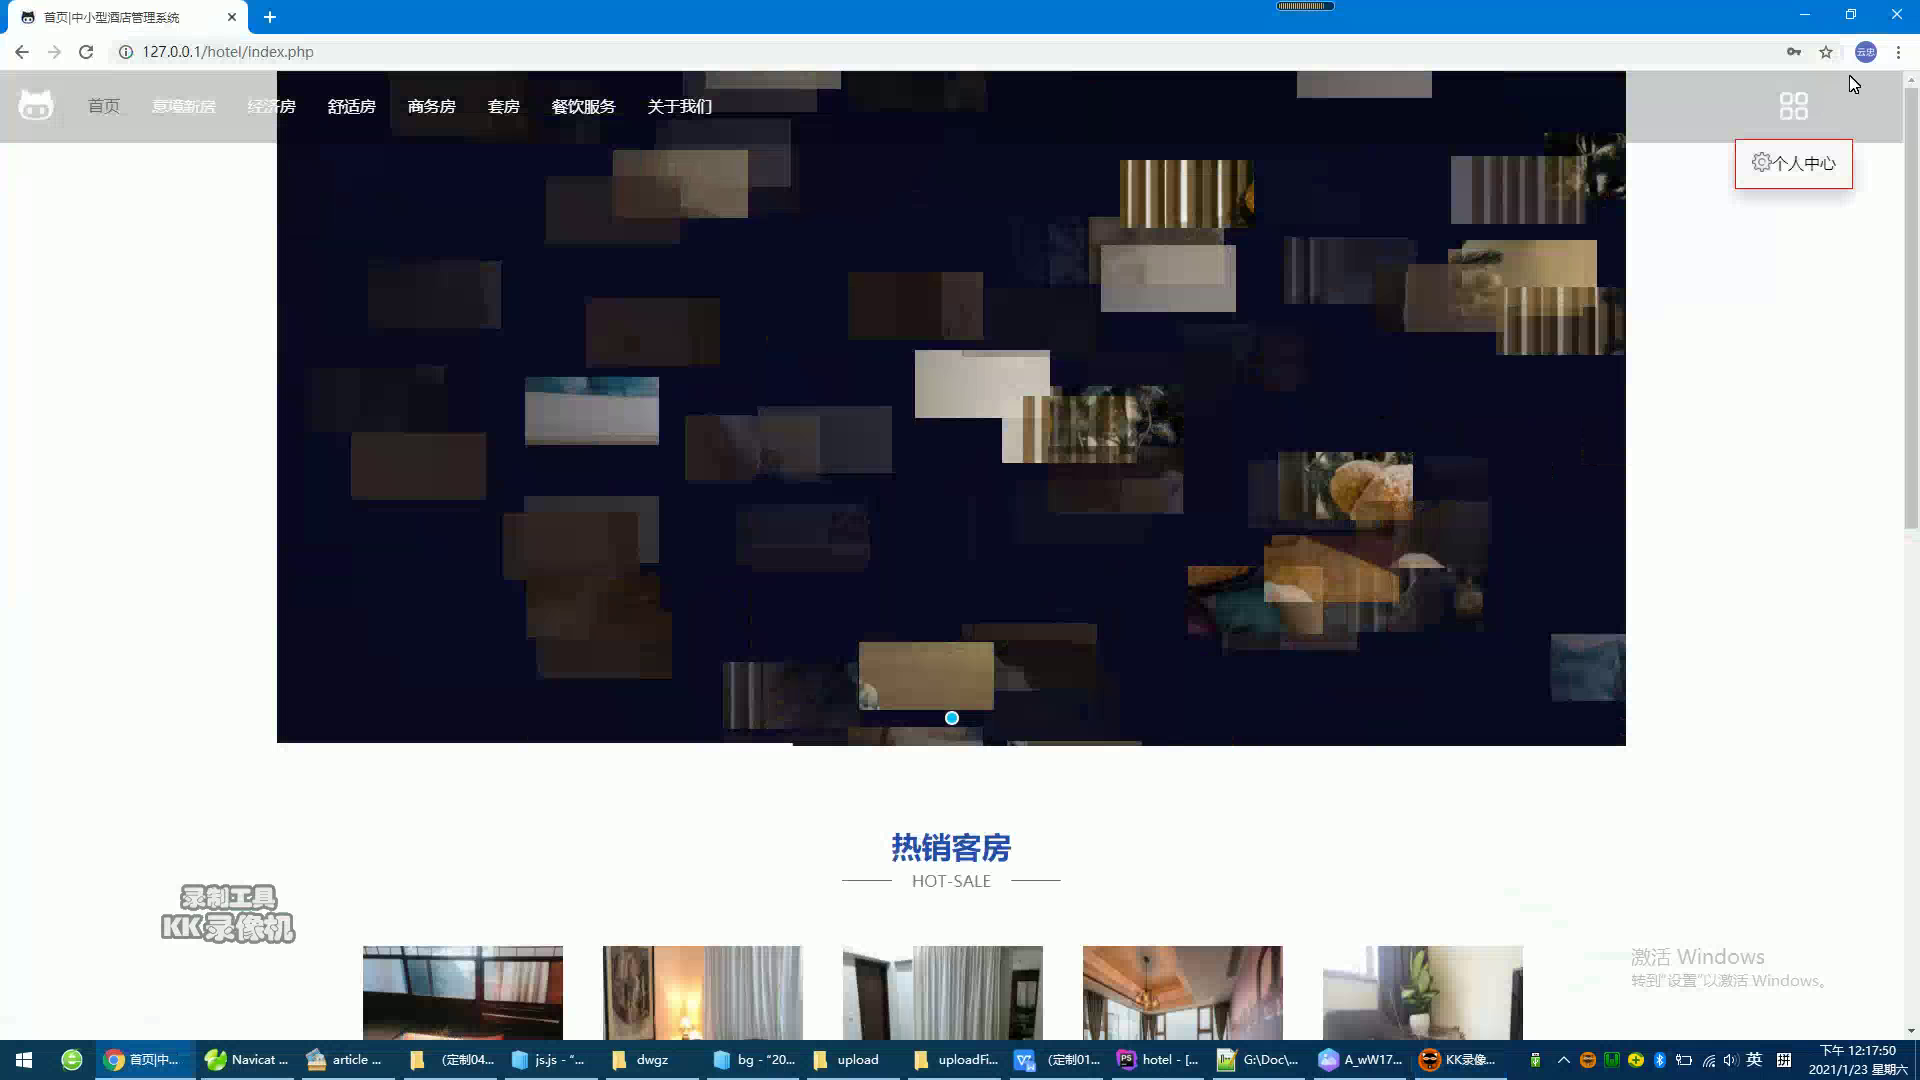 首页|中小型酒店管理系统
127.0.0.1/hotel/index.php
云忠
首页 意境新房 经济房 舒适房 商务房 套房 餐饮服务 关于我们
个人中心
热销客房
HOT-SALE
录制工具
KK录像机
激活 Windows
转到"设置"以激活 Windows。
首页|中... Navicat ... article ... (定制04... js.js - “... dwgz bg - “20... upload uploadFi... (定制01... hotel - [... G:\Doc\... A_wW17... KK录像... 英
下午 12:17:50
2021/1/23 星期六